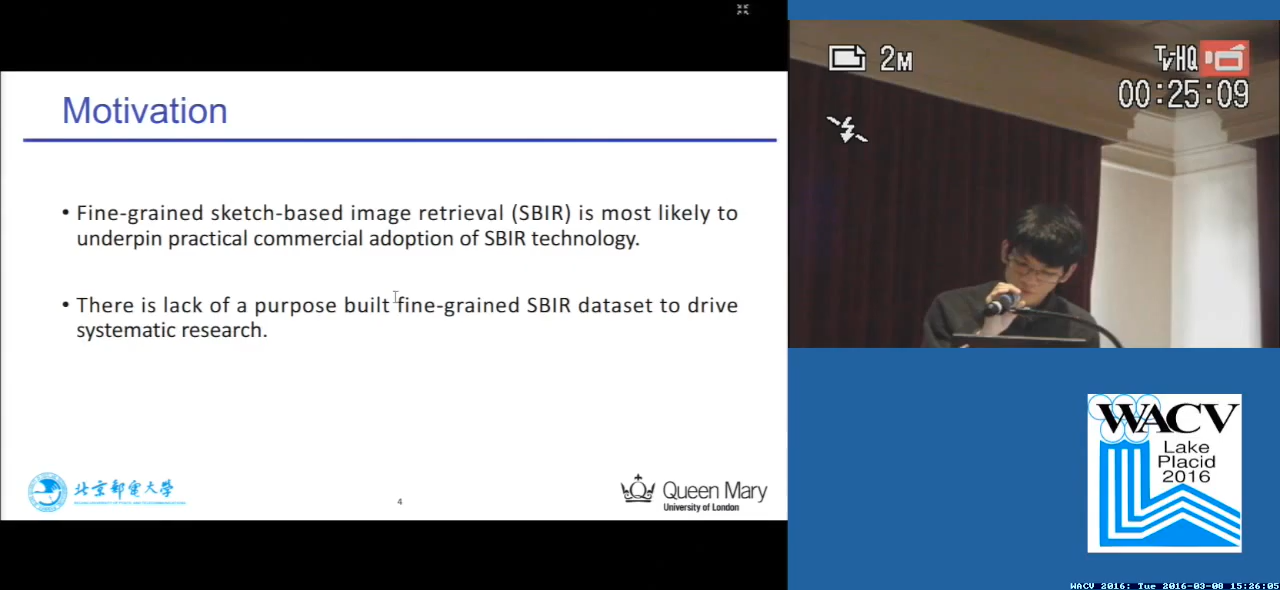 Motivation
• Fine-grained sketch-based image retrieval (SBIR) is most likely to
underpin practical commercial adoption of SBIR technology.
• There is lack of a purpose built fine-grained SBIR dataset to drive
systematic research.
北京邮电大学
4
Queen Mary
University of London
2M
TV-HQ
00:25:09
WACV
Lake
Placid
2016
WACV 2016: Tue 2016-03-08 15:26:05